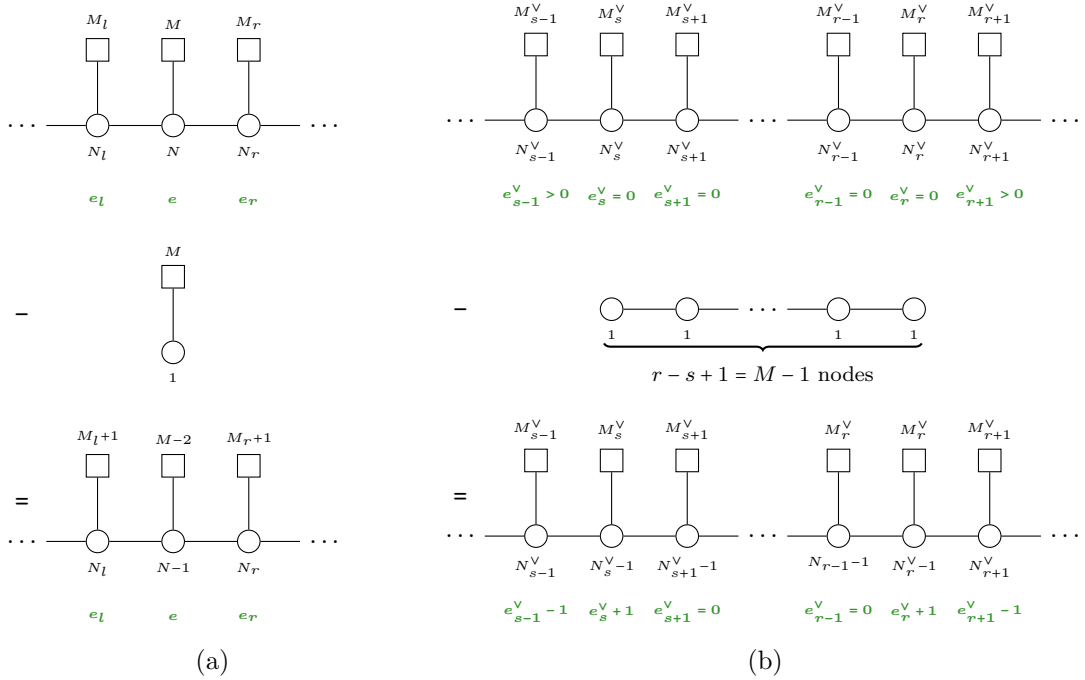 M_l M M_r
M^∨_{s−1} M^∨_s M^∨_{s+1} M^∨_{r−1} M^∨_r M^∨_{r+1}
⋯ ⋯
⋯ ⋯ ⋯
N_l N N_r
N^∨_{s−1} N^∨_s N^∨_{s+1} N^∨_{r−1} N^∨_r N^∨_{r+1}
e_l e e_r
e^∨_{s−1} > 0 e^∨_s = 0 e^∨_{s+1} = 0 e^∨_{r−1} = 0 e^∨_r = 0 e^∨_{r+1} > 0
M
−
1
− ⋯
1 1 1 1
r − s + 1 = M − 1 nodes
M_l+1 M−2 M_r+1
M^∨_{s−1} M^∨_s M^∨_{s+1} M^∨_r M^∨_r M^∨_{r+1}
=
=
⋯ ⋯
⋯ ⋯ ⋯
N_l N−1 N_r
N^∨_{s−1} N^∨_s−1 N^∨_{s+1}−1 N_{r−1}−1 N^∨_r−1 N^∨_{r+1}
e_l e e_r
e^∨_{s−1} − 1 e^∨_s + 1 e^∨_{s+1} = 0 e^∨_{r−1} = 0 e^∨_r + 1 e^∨_{r+1} − 1
(a) (b)